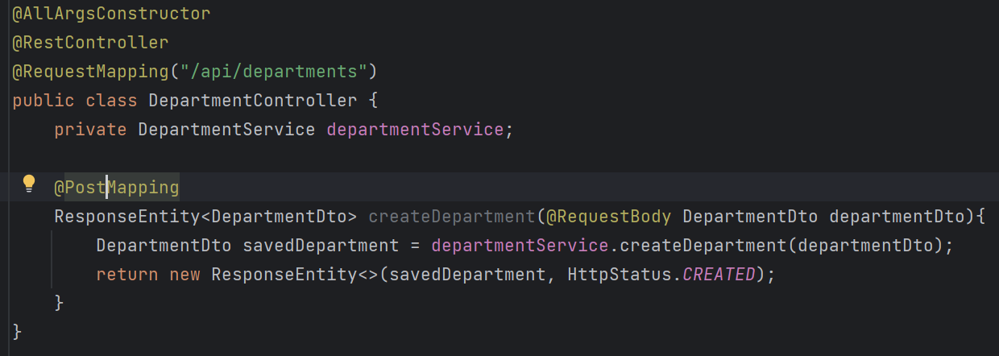 @AllArgsConstructor
@RestController
@RequestMapping("/api/departments")
public class DepartmentController {
    private DepartmentService departmentService;
    @PostMapping
    ResponseEntity<DepartmentDto> createDepartment(@RequestBody DepartmentDto departmentDto){
        DepartmentDto savedDepartment = departmentService.createDepartment(departmentDto);
        return new ResponseEntity<>(savedDepartment, HttpStatus.CREATED);
    }
}